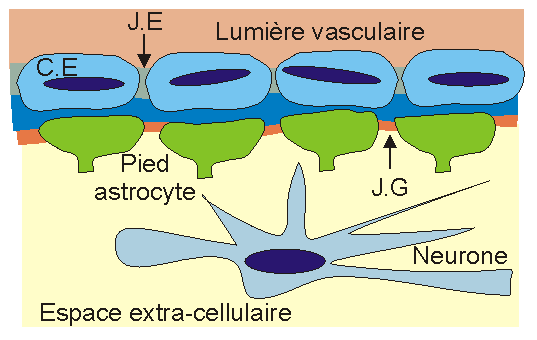 J.E
Lumière vasculaire
C.E
Pied
astrocyte
J.G
Neurone
Espace extra-cellulaire